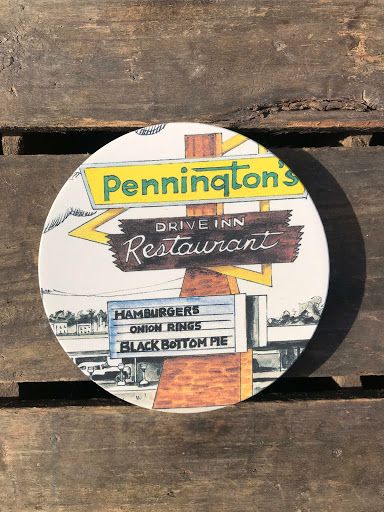 Pennington's
DRIVE INN
Restaurant
HAMBURGERS
ONION RINGS
BLACK BOTTOM PIE